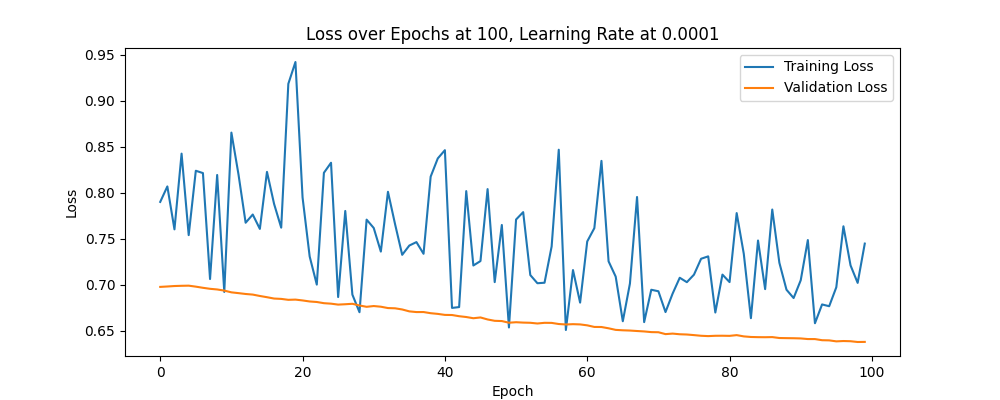 Loss over Epochs at 100, Learning Rate at 0.0001
Training Loss
Validation Loss
0.95
0.90
0.85
0.80
0.75
0.70
0.65
Loss
0 20 40 60 80 100
Epoch